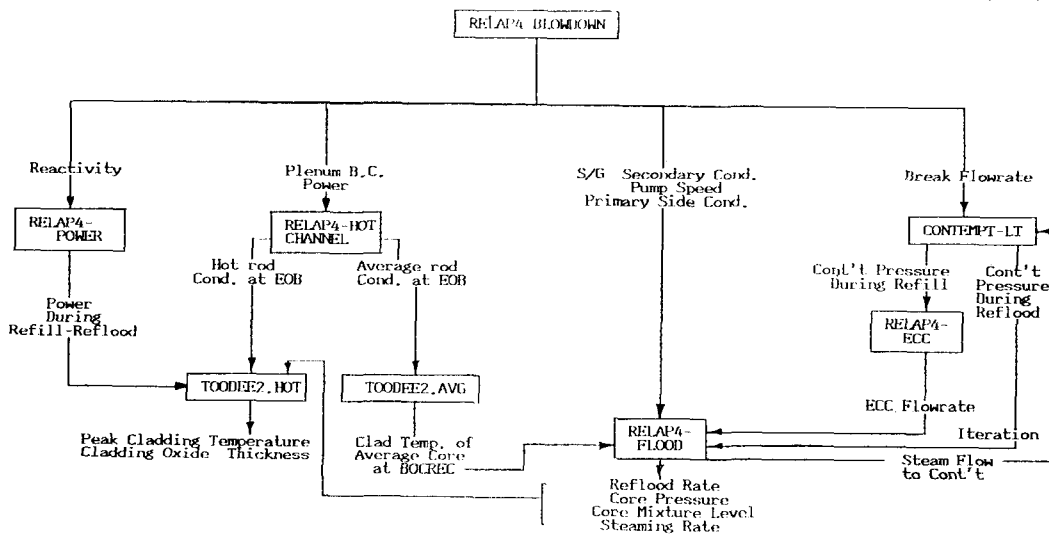 RELAP4 BLOWDOWN
Reactivity
Plenum B.C.
Power
S/G Secondary Cond.
Pump Speed
Primary Side Cond.
Break Flowrate
RELAP4-
POWER
RELAP4-HOT
CHANNEL
CONTEMPT-LT
Hot rod
Cond. at EOB
Average rod
Cond. at EOB
Cont't Pressure
During Refill
Cont't
Pressure
During
Reflood
Power
During
Refill-Reflood
RELAP4-
ECC
TOODEE2.HOT
TOODEE2.AVG
ECC Flowrate
Peak Cladding Temperature
Cladding Oxide Thickness
Clad Temp. of
Average Core
at BOCREC
RELAP4-
FLOOD
Iteration
Steam Flow
to Cont't
Reflood Rate
Core Pressure
Core Mixture Level
Steaming Rate